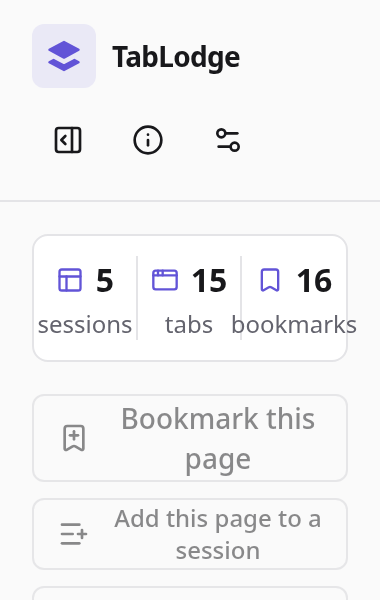 TabLodge
5 15 16
sessions tabs bookmarks
Bookmark this
page
Add this page to a
session